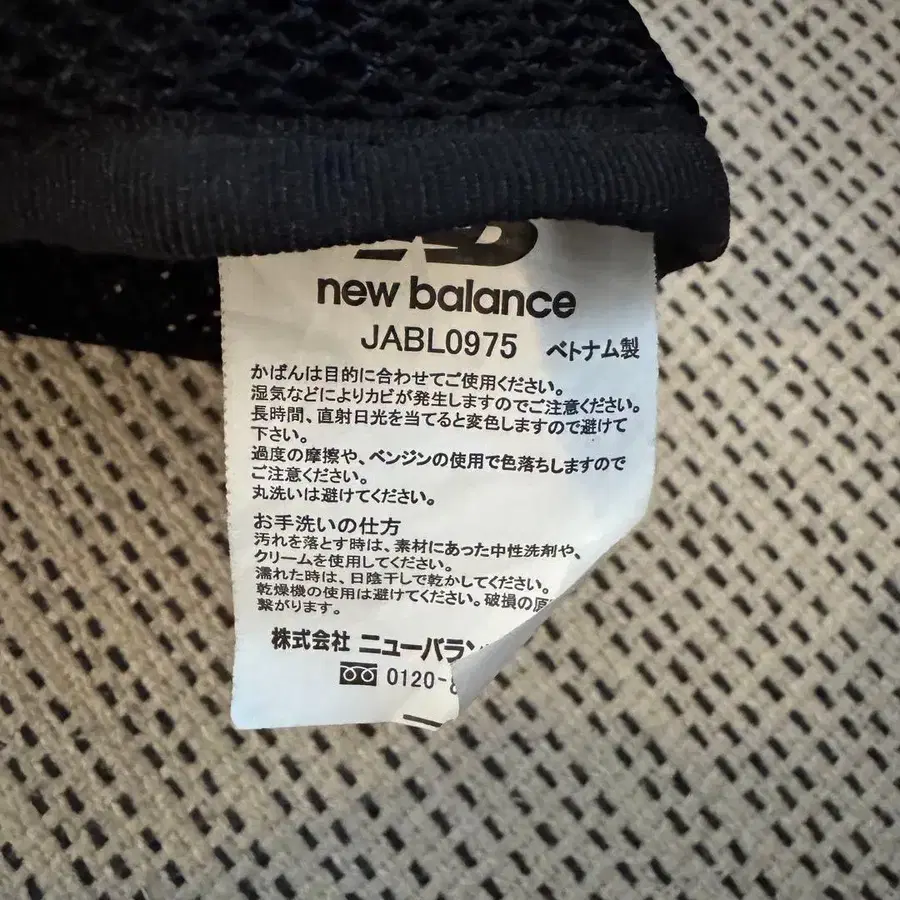 new balance
JABL0975 ベトナム製
かばんは目的に合わせてご使用ください。
湿気などによりカビが発生しますのでご注意ください。
長時間、直射日光を当てると変色しますので避けて
下さい。
過度の摩擦や、ベンジンの使用で色落ちしますので
ご注意ください。
丸洗いは避けてください。
お手洗いの仕方
汚れを落とす時は、素材にあった中性洗剤や、
クリームを使用してください。
濡れた時は、日陰干しで乾かしてください。
乾燥機の使用は避けてください。破損の原
繋がります。
株式会社 ニューバラン
0120-